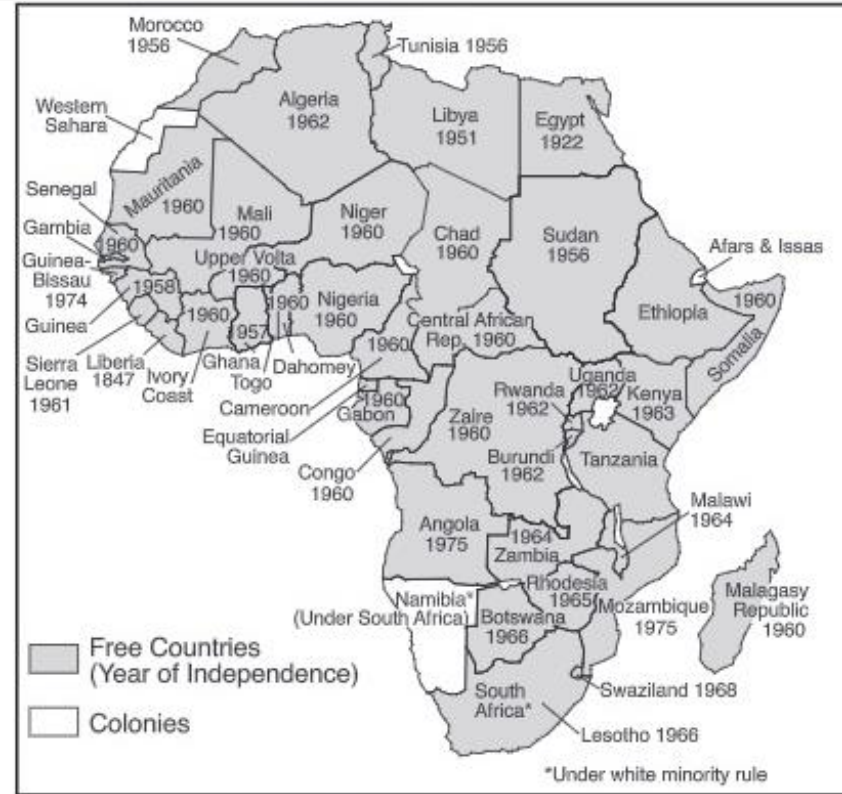 Morocco
1956
Tunisia 1956
Western
Sahara
Algeria
1962
Libya
1951
Egypt
1922
Senegal
1960
Mauritania
1960
Mali
1960
Niger
1960
Chad
1960
Sudan
1956
Afars & Issas
Gambia
Guinea-
Bissau
1974
Upper Volta
1960
Nigeria
1960
Ethiopia
1960
Somalia
Guinea
1958
1960
1957
1960
Central African
Rep. 1960
1960
Sierra
Leone
1961
Liberia
1847
Ivory
Coast
Ghana
Togo
Dahomey
Cameroon
Uganda
1962
Kenya
1963
Rwanda
1962
Equatorial
Guinea
1960
Gabon
Zaire
1960
Burundi
1962
Tanzania
Congo
1960
Malawi
1964
Angola
1975
1964
Zambia
Namibia*
(Under South Africa)
Rhodesia
1965
Botswana
1966
Mozambique
1975
Malagasy
Republic
1960
Free Countries
(Year of Independence)
Colonies
South
Africa*
Swaziland 1968
Lesotho 1966
*Under white minority rule